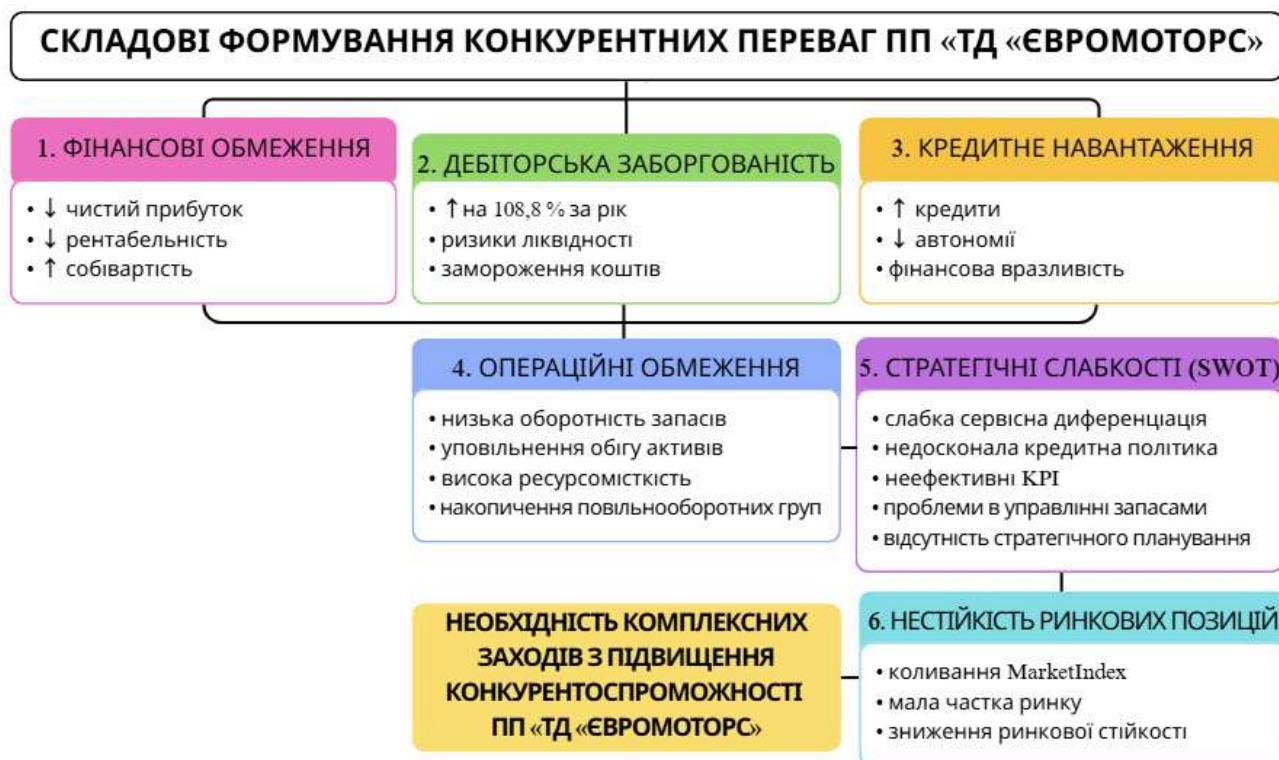 СКЛАДОВІ ФОРМУВАННЯ КОНКУРЕНТНИХ ПЕРЕВАГ ПП «ТД «ЄВРОМОТОРС»
1. ФІНАНСОВІ ОБМЕЖЕННЯ
• ↓ чистий прибуток
• ↓ рентабельність
• ↑ собівартість
2. ДЕБІТОРСЬКА ЗАБОРГОВАНІСТЬ
• ↑ на 108,8 % за рік
• ризики ліквідності
• замороження коштів
3. КРЕДИТНЕ НАВАНТАЖЕННЯ
• ↑ кредити
• ↓ автономії
• фінансова вразливість
4. ОПЕРАЦІЙНІ ОБМЕЖЕННЯ
• низька оборотність запасів
• уповільнення обігу активів
• висока ресурсомісткість
• накопичення повільнооборотних груп
5. СТРАТЕГІЧНІ СЛАБКОСТІ (SWOT)
• слабка сервісна диференціація
• недосконала кредитна політика
• неефективні KPI
• проблеми в управлінні запасами
• відсутність стратегічного планування
6. НЕСТІЙКІСТЬ РИНКОВИХ ПОЗИЦІЙ
• коливання MarketIndex
• мала частка ринку
• зниження ринкової стійкості
НЕОБХІДНІСТЬ КОМПЛЕКСНИХ
ЗАХОДІВ З ПІДВИЩЕННЯ
КОНКУРЕНТОСПРОМОЖНОСТІ
ПП «ТД «ЄВРОМОТОРС»